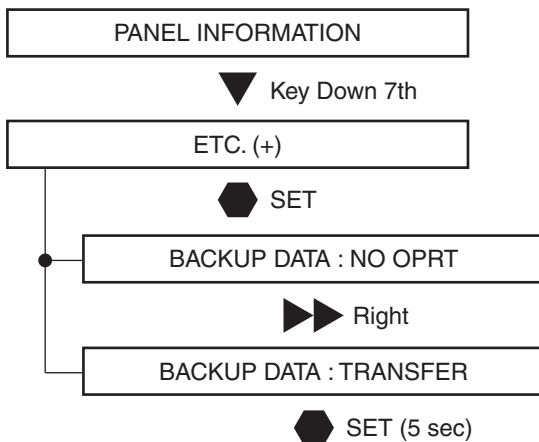 PANEL INFORMATION
Key Down 7th
ETC. (+)
SET
BACKUP DATA : NO OPRT
Right
BACKUP DATA : TRANSFER
SET (5 sec)